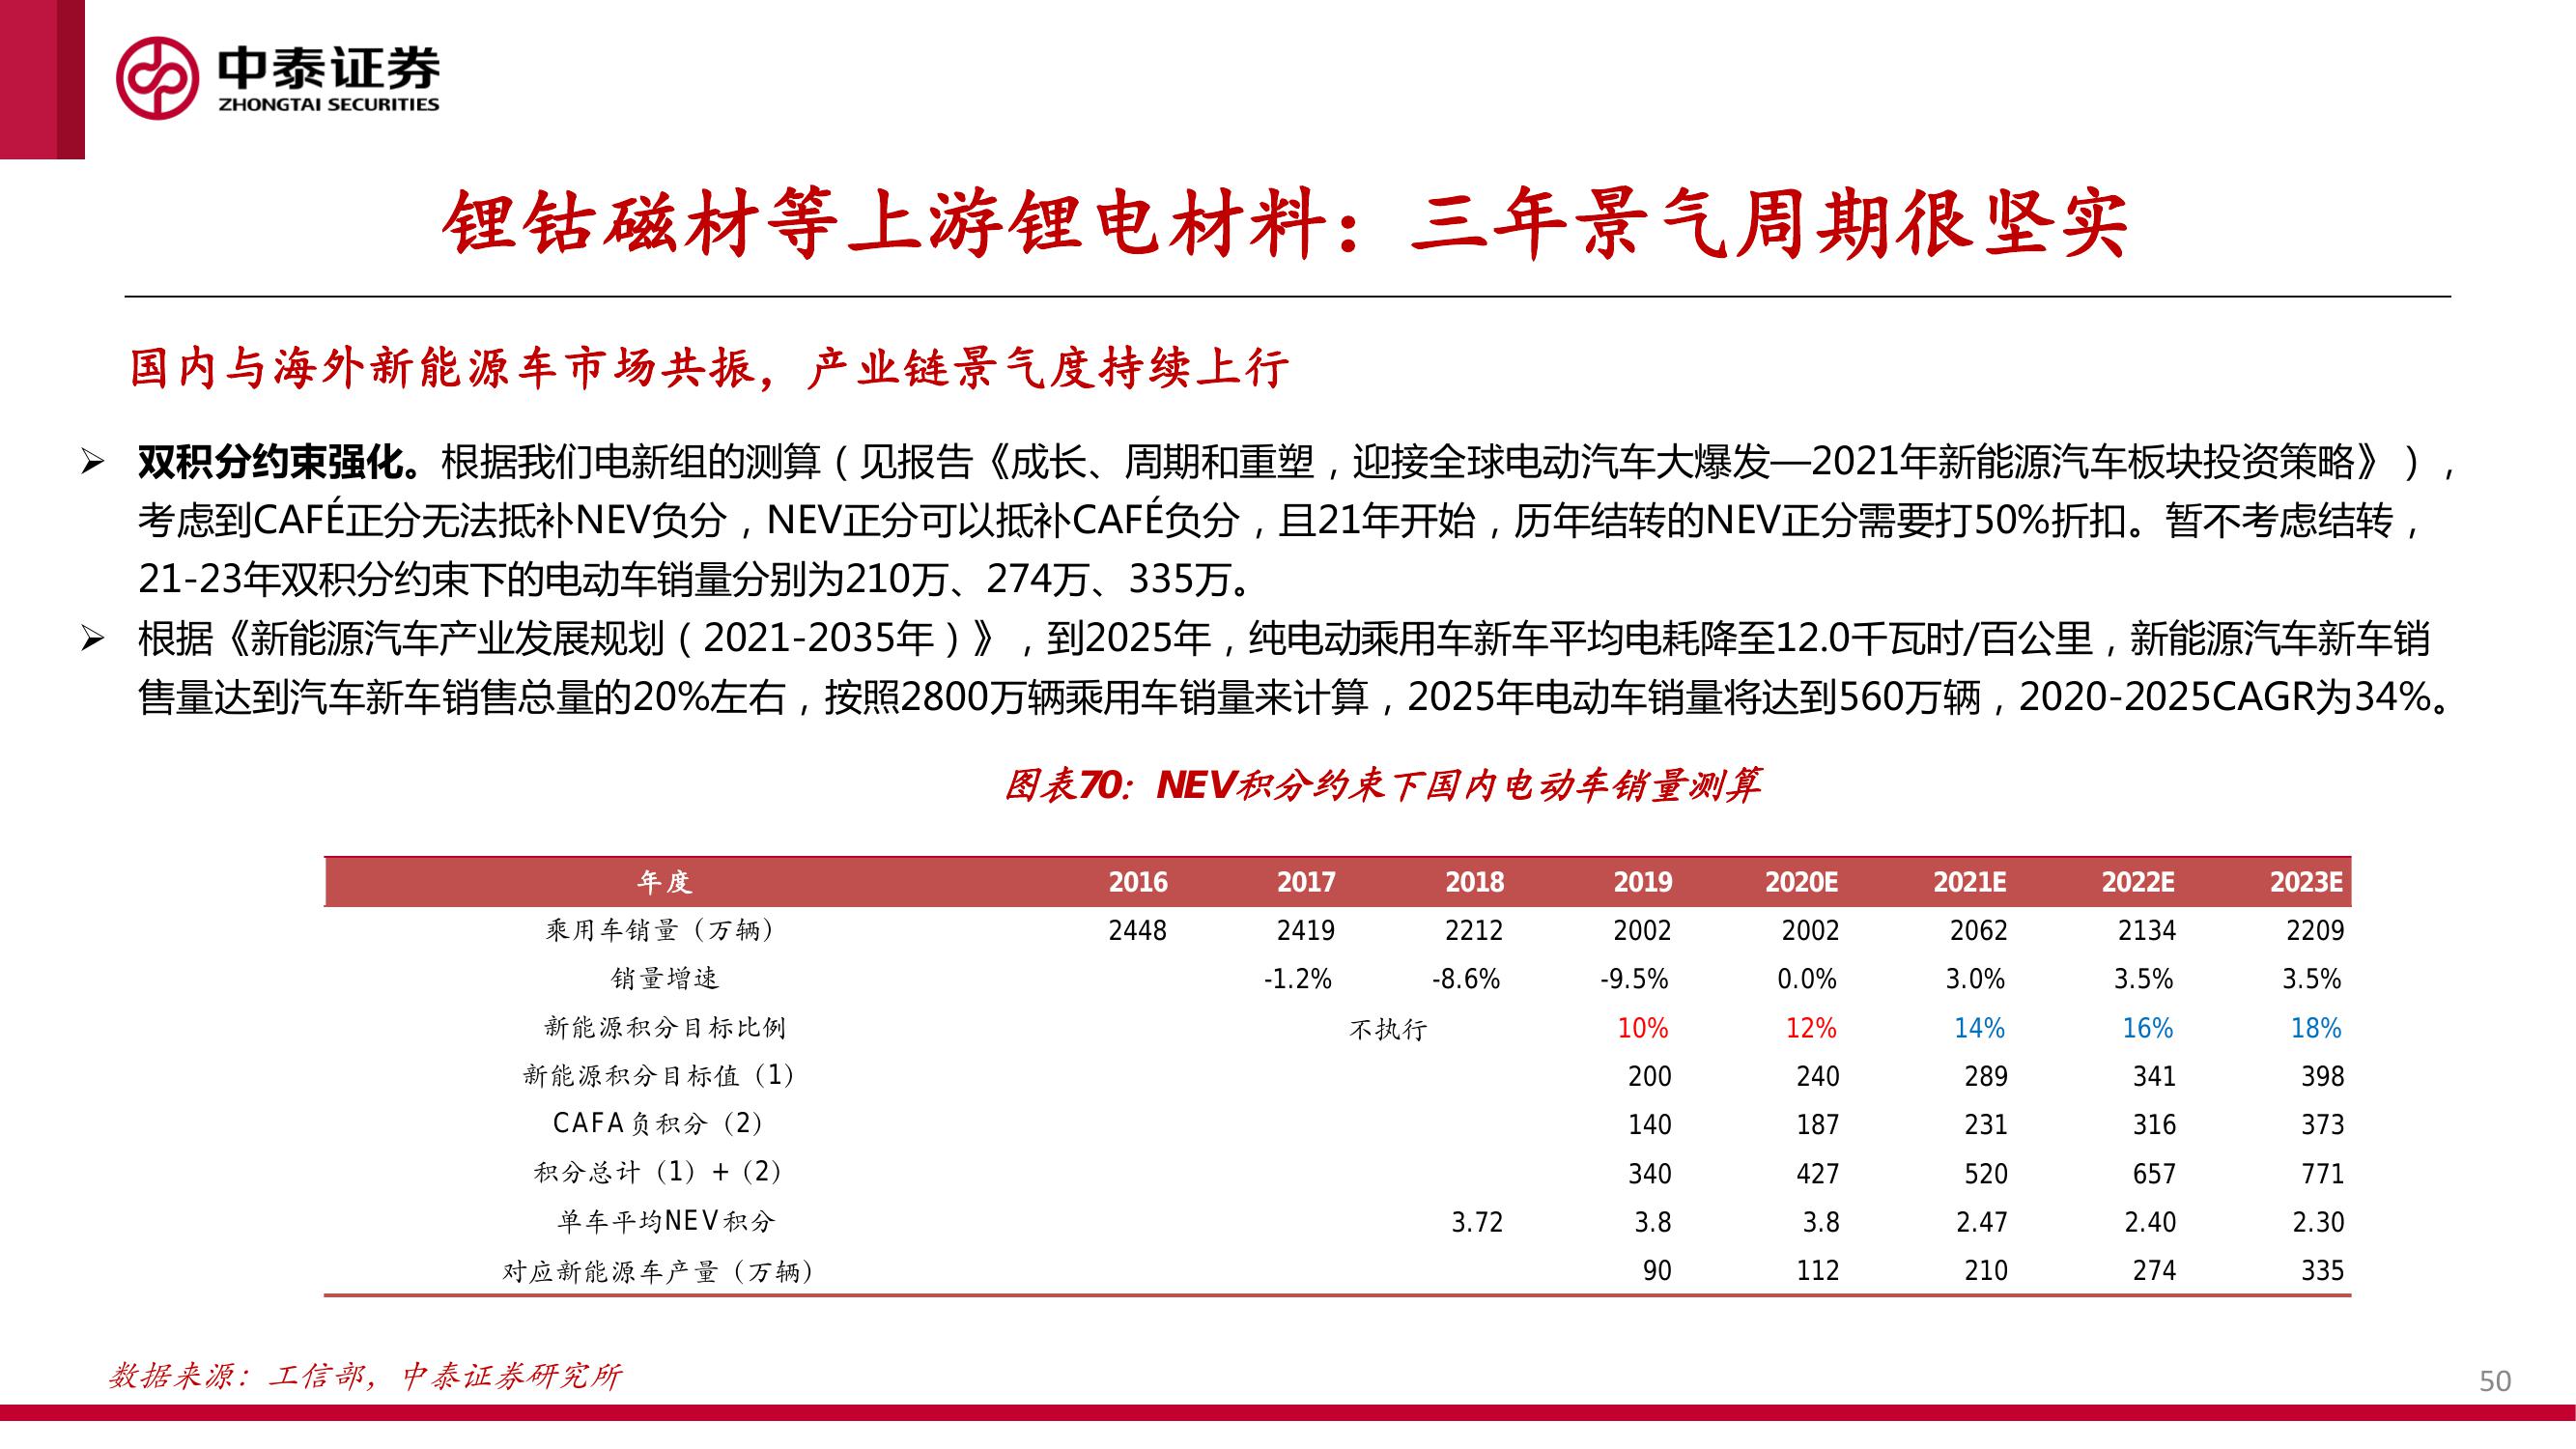 中泰证券
ZHONGTAI SECURITIES
锂钴磁材等上游锂电材料：三年景气周期很坚实
国内与海外新能源车市场共振，产业链景气度持续上行
➢ 双积分约束强化。根据我们电新组的测算（见报告《成长、周期和重塑，迎接全球电动汽车大爆发—2021年新能源汽车板块投资策略》），
考虑到CAFÉ正分无法抵补NEV负分，NEV正分可以抵补CAFÉ负分，且21年开始，历年结转的NEV正分需要打50%折扣。暂不考虑结转，
21-23年双积分约束下的电动车销量分别为210万、274万、335万。
➢ 根据《新能源汽车产业发展规划（2021-2035年）》，到2025年，纯电动乘用车新车平均电耗降至12.0千瓦时/百公里，新能源汽车新车销
售量达到汽车新车销售总量的20%左右，按照2800万辆乘用车销量来计算，2025年电动车销量将达到560万辆，2020-2025CAGR为34%。
图表70：NEV积分约束下国内电动车销量测算
年度 2016 2017 2018 2019 2020E 2021E 2022E 2023E
乘用车销量（万辆） 2448 2419 2212 2002 2002 2062 2134 2209
销量增速 -1.2% -8.6% -9.5% 0.0% 3.0% 3.5% 3.5%
新能源积分目标比例 不执行 10% 12% 14% 16% 18%
新能源积分目标值（1） 200 240 289 341 398
CAFA负积分（2） 140 187 231 316 373
积分总计（1）+（2） 340 427 520 657 771
单车平均NEV积分 3.72 3.8 3.8 2.47 2.40 2.30
对应新能源车产量（万辆） 90 112 210 274 335
数据来源：工信部，中泰证券研究所
50